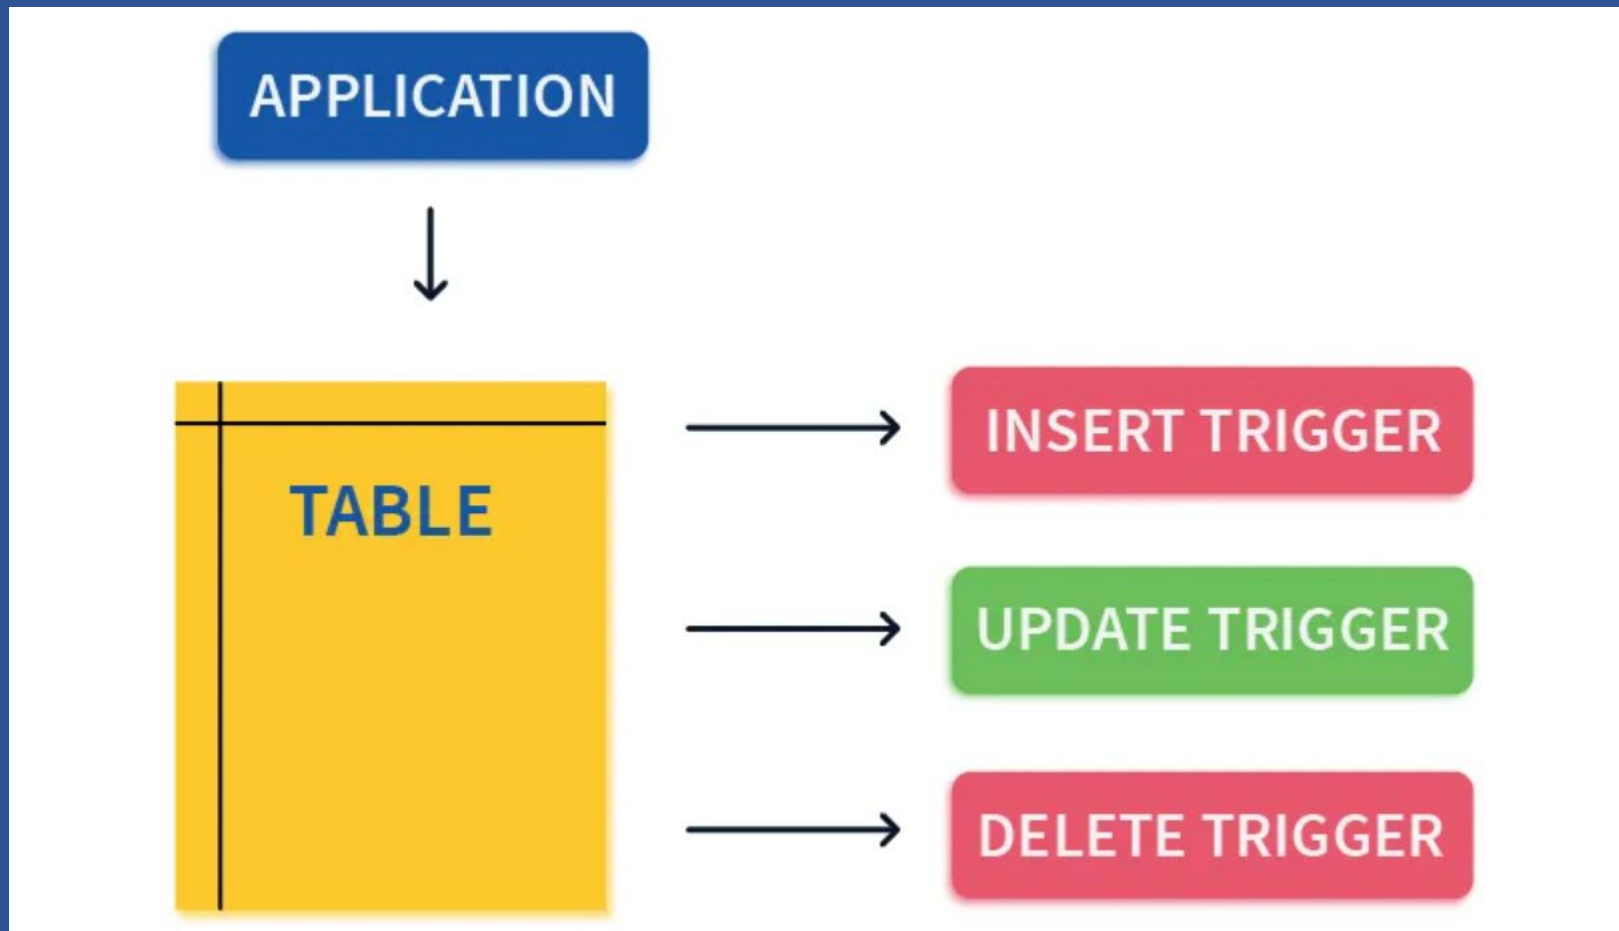 APPLICATION
TABLE
INSERT TRIGGER
UPDATE TRIGGER
DELETE TRIGGER